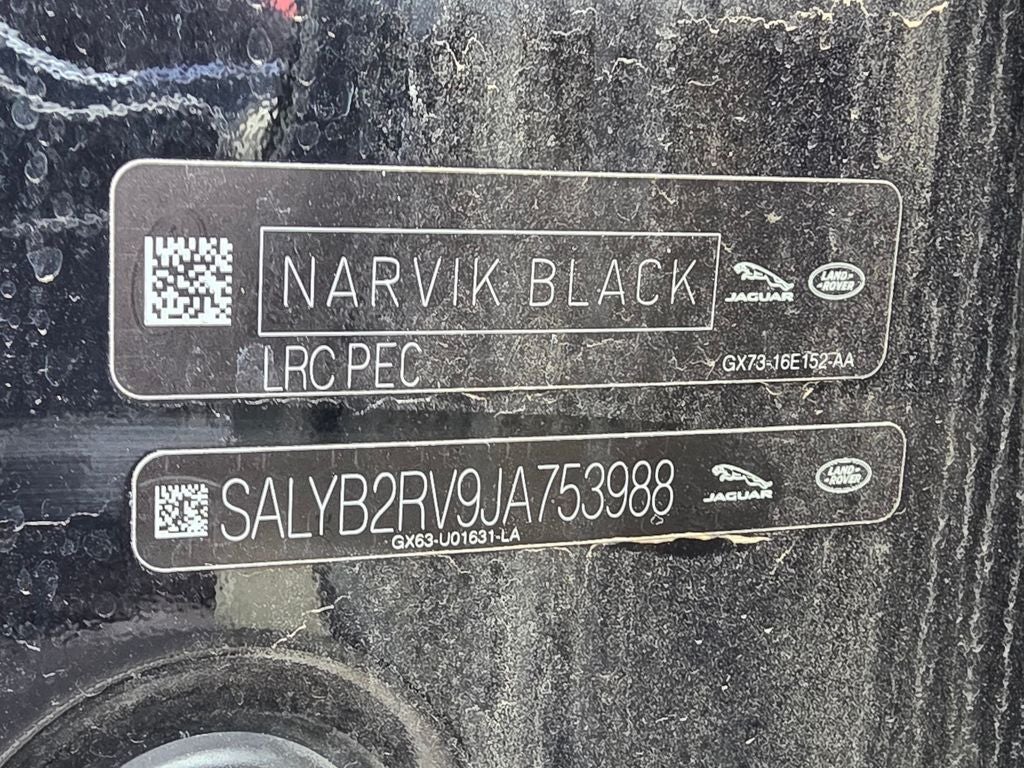 NARVIK BLACK
JAGUAR
LAND-
ROVER
LRC PEC
GX73-16E152-AA
SALYB2RV9JA753988
JAGUAR
LAND-
ROVER
GX63-U01631-LA